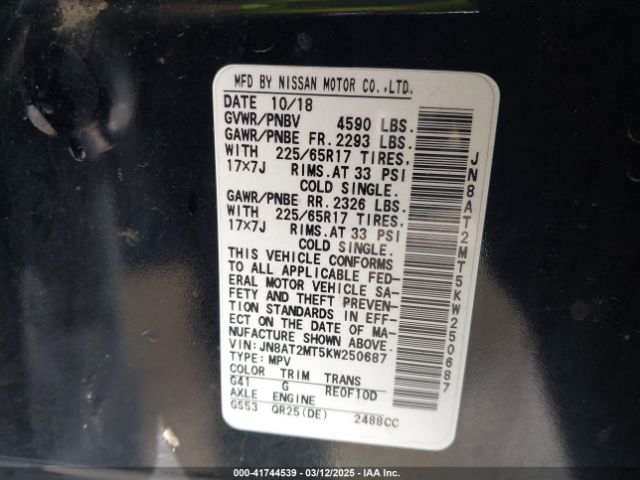 MFD BY NISSAN MOTOR CO.,LTD.
DATE 10/18
GVWR/PNBV 4590 LBS.
GAWR/PNBE FR. 2293 LBS.
WITH 225/65R17 TIRES,
17X7J RIMS.AT 33 PSI
COLD SINGLE.
GAWR/PNBE RR. 2326 LBS.
WITH 225/65R17 TIRES,
17X7J RIMS.AT 33 PSI
COLD SINGLE.
THIS VEHICLE CONFORMS
TO ALL APPLICABLE FED-
ERAL MOTOR VEHICLE SA-
FETY AND THEFT PREVEN-
TION STANDARDS IN EFF-
ECT ON THE DATE OF MA-
NUFACTURE SHOWN ABOVE.
VIN: JN8AT2MT5KW250687
TYPE: MPV
COLOR TRIM TRANS
G41 G RE0F10D
AXLE ENGINE
GS53 QR25(DE) 2488CC
JN8AT2MT5KW250687
000-41744539 - 03/12/2025 - IAA Inc.